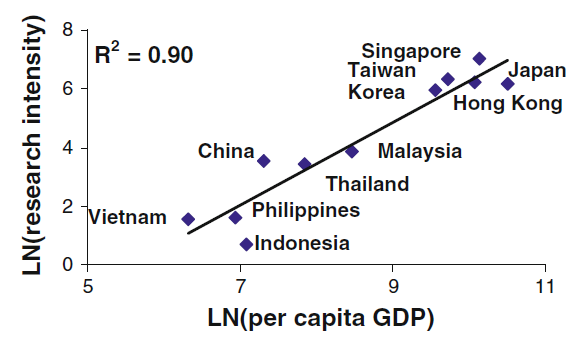 LN(research intensity)
8
6
4
2
0
R² = 0.90
Singapore
Taiwan
Japan
Korea
Hong Kong
China
Malaysia
Thailand
Vietnam
Philippines
Indonesia
5
7
9
11
LN(per capita GDP)